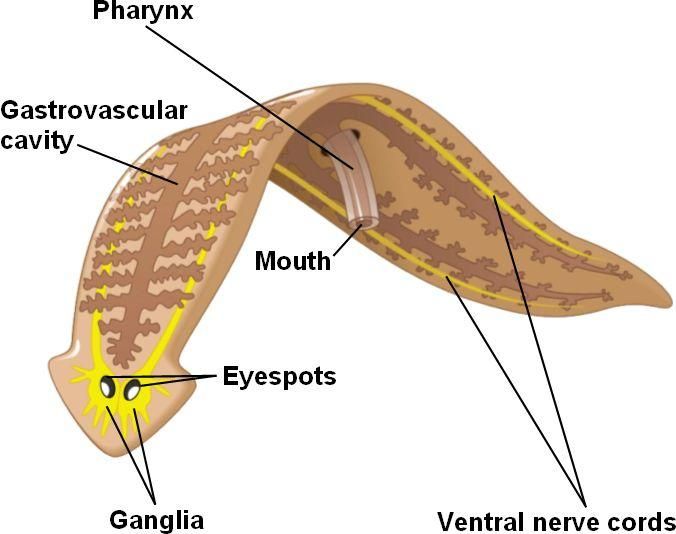 Pharynx
Gastrovascular
cavity
Mouth
Eyespots
Ganglia
Ventral nerve cords